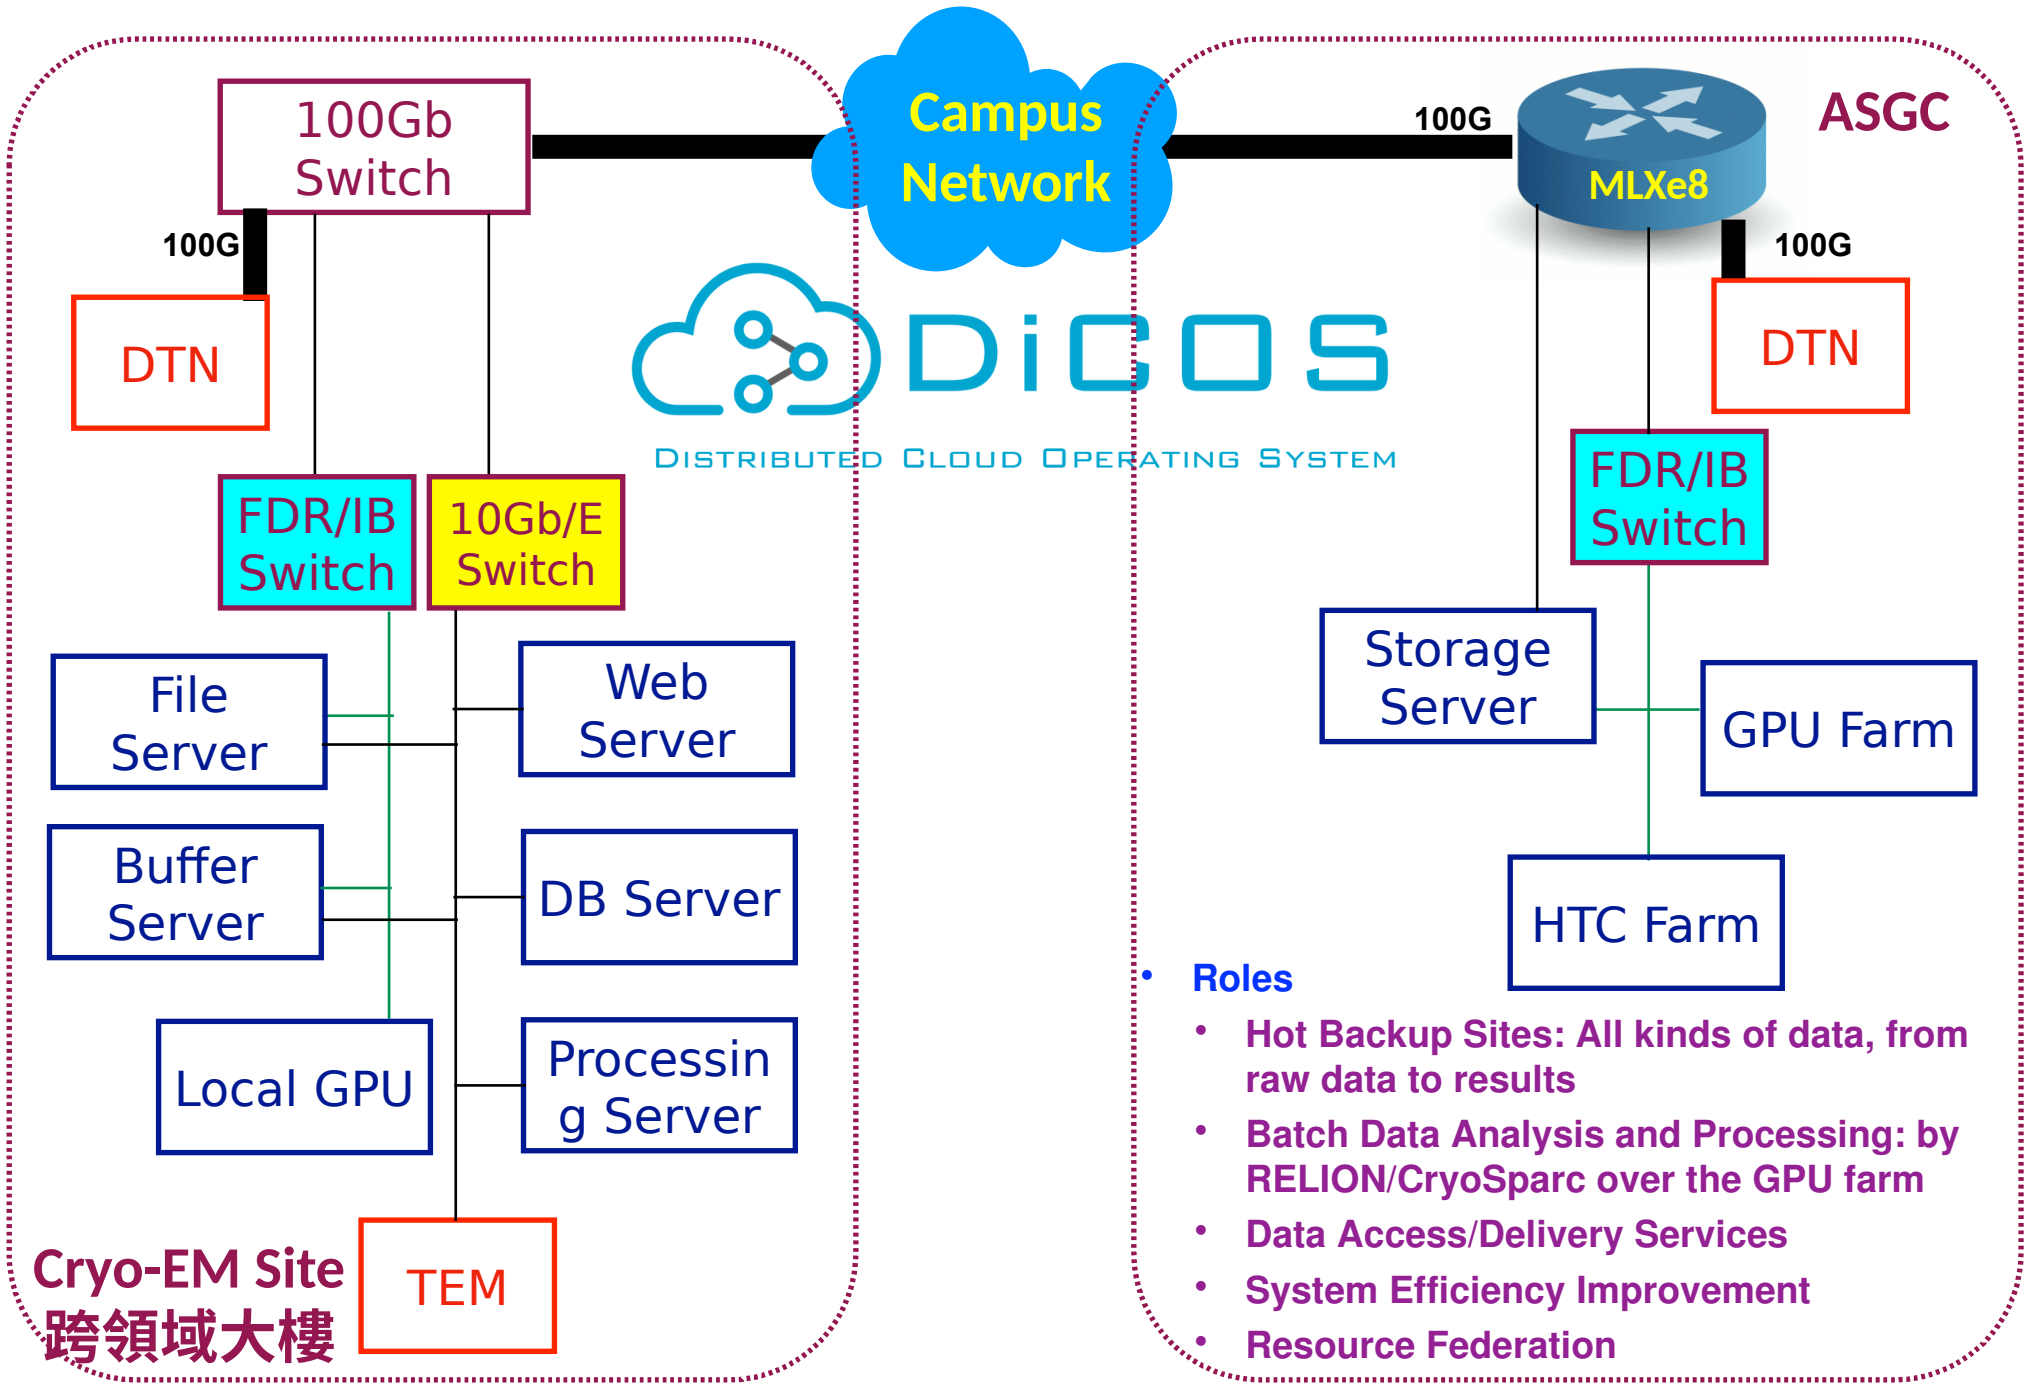 100Gb
Switch
Campus
Network
100G
MLXe8
ASGC
100G
100G
DTN
DTN
DiCOS
DISTRIBUTED CLOUD OPERATING SYSTEM
FDR/IB
Switch
10Gb/E
Switch
FDR/IB
Switch
File
Server
Web
Server
Storage
Server
GPU Farm
Buffer
Server
DB Server
HTC Farm
Local GPU
Processin
g Server
TEM
Cryo-EM Site
跨領域大樓
• Roles
• Hot Backup Sites: All kinds of data, from
raw data to results
• Batch Data Analysis and Processing: by
RELION/CryoSparc over the GPU farm
• Data Access/Delivery Services
• System Efficiency Improvement
• Resource Federation